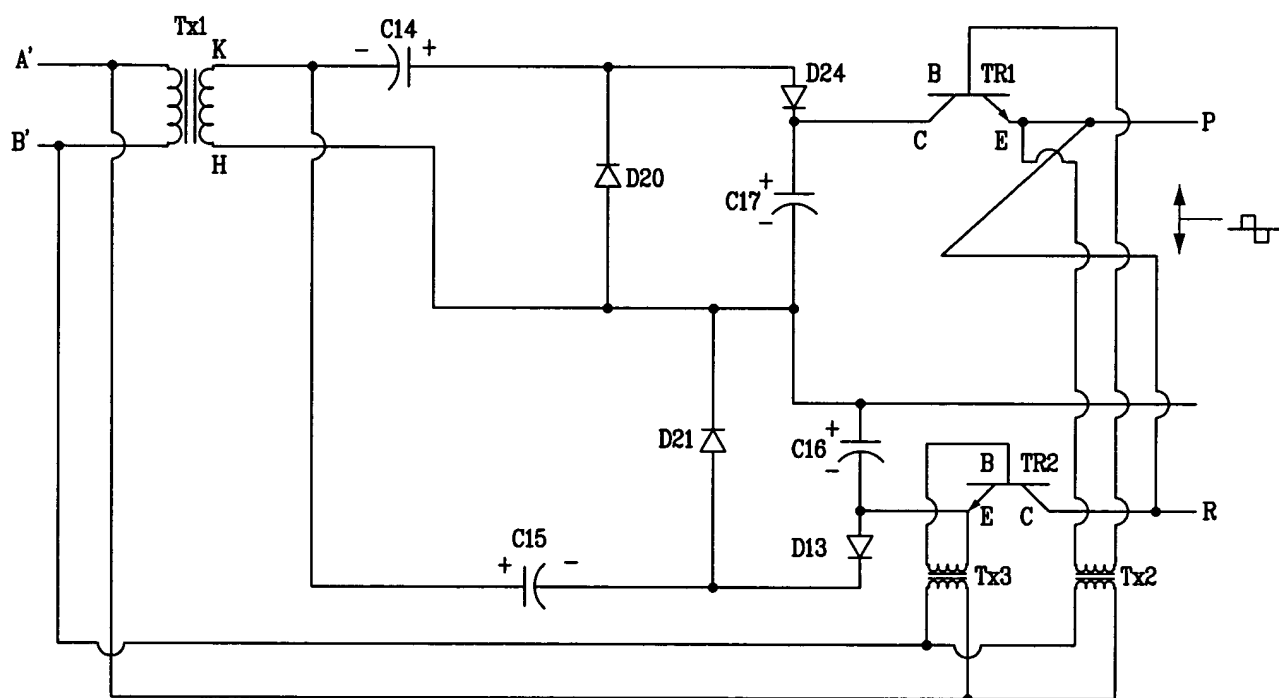 Tx1
C14
A'
K
-
+
D24
B
TR1
P
B'
H
C
E
D20
+
C17
-
D21
+
C16
-
B
TR2
E
C
R
C15
+
-
D13
Tx3
Tx2